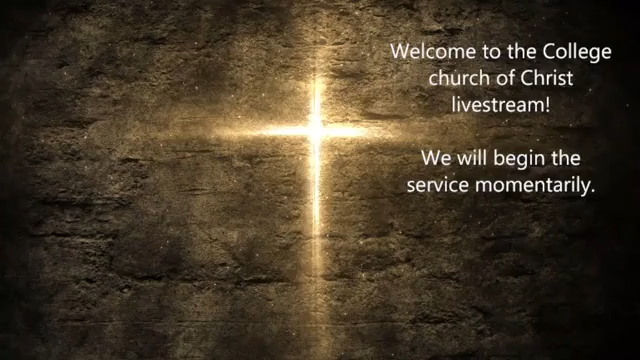 Welcome to the College
church of Christ
livestream!
We will begin the
service momentarily.